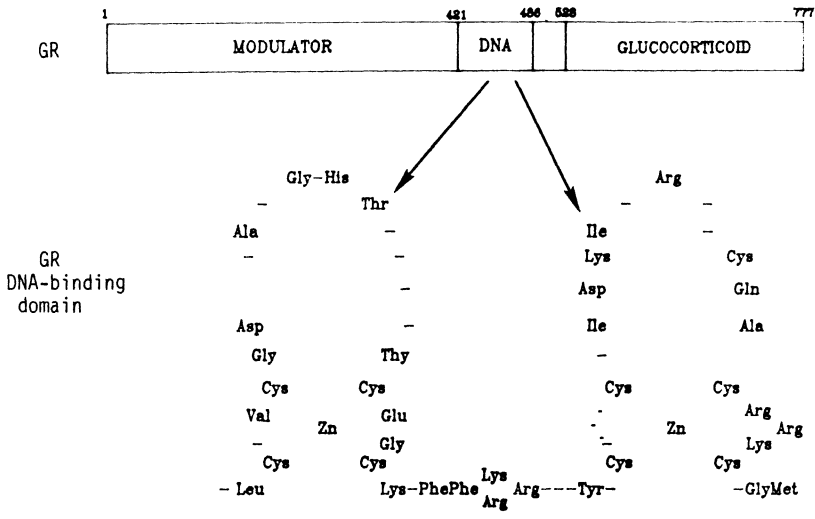 1 421 486 528 777
GR MODULATOR DNA GLUCOCORTICOID
Gly-His Arg
- Thr - -
Ala - Ile -
GR - - Lys Cys
DNA-binding - Asp Gln
domain
Asp - Ile Ala
Gly Thy -
Cys Cys Cys Cys
Val Zn Glu Zn Arg Arg
- Gly - Lys
Cys Cys Cys Cys
- Leu Lys-PhePhe Lys Arg Arg---Tyr- -GlyMet